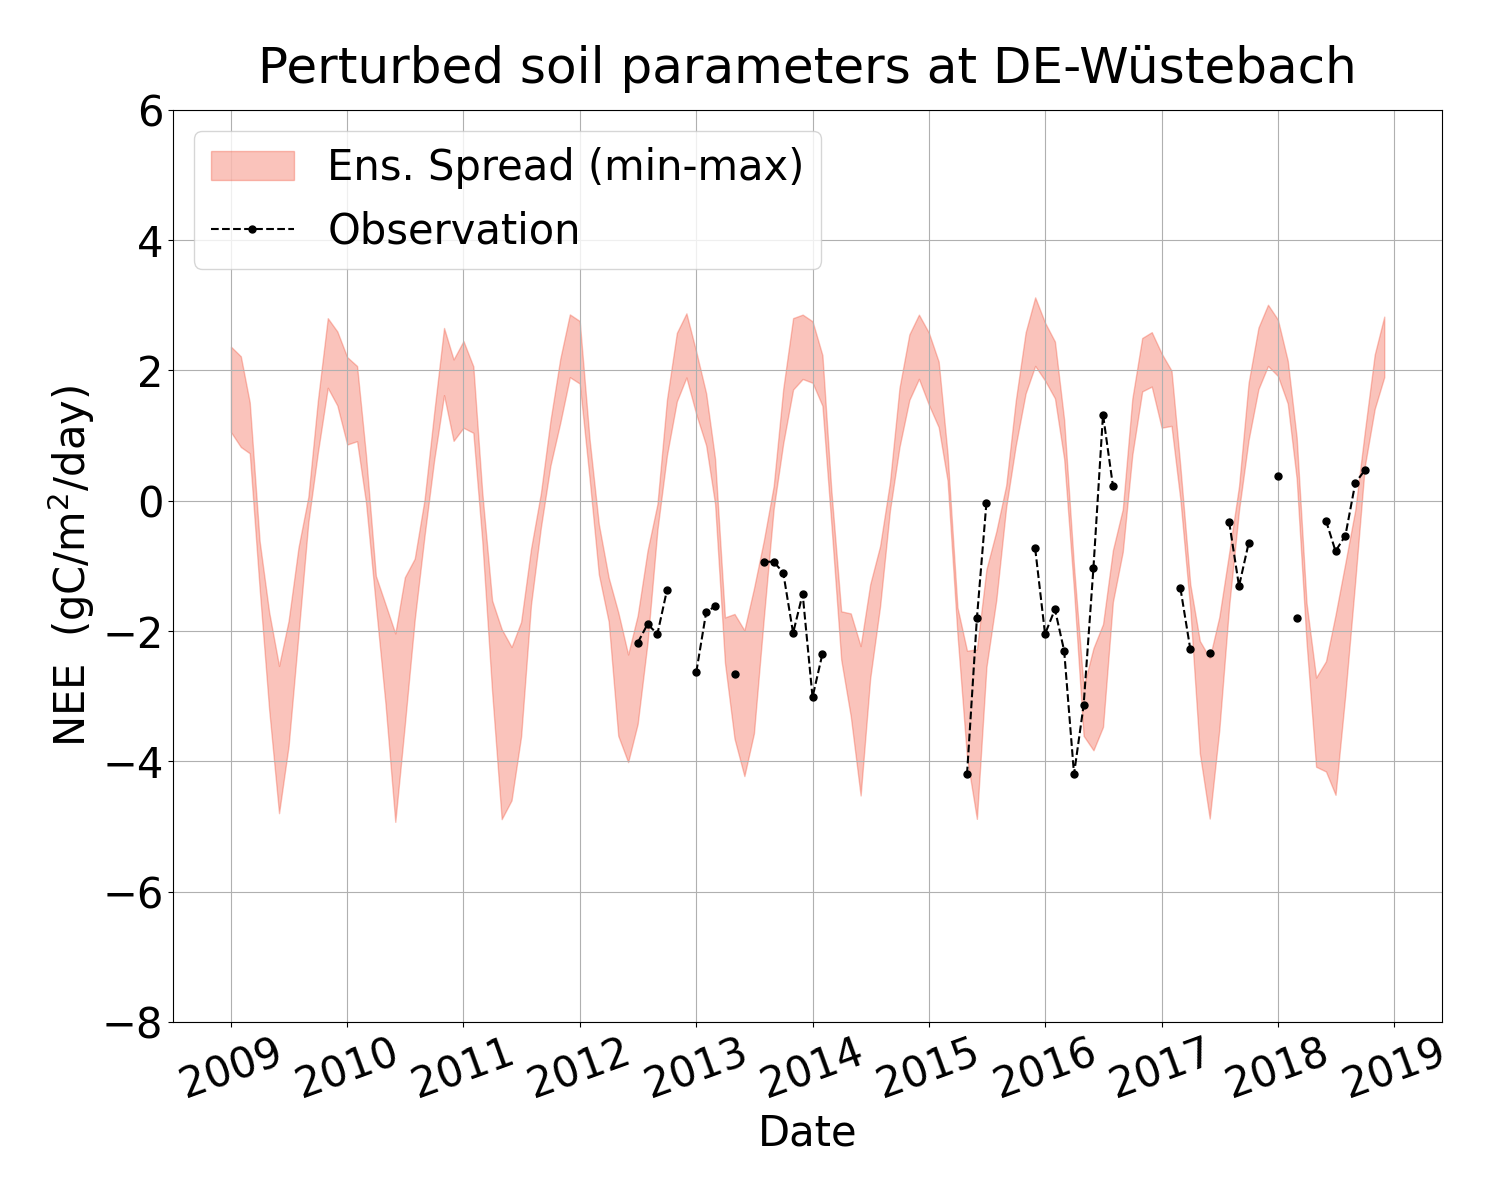 Perturbed soil parameters at DE-Wüstebach
6
4
2
0
−2
−4
−6
−8
NEE (gC/m²/day)
Ens. Spread (min-max)
Observation
2009 2010 2011 2012 2013 2014 2015 2016 2017 2018 2019
Date